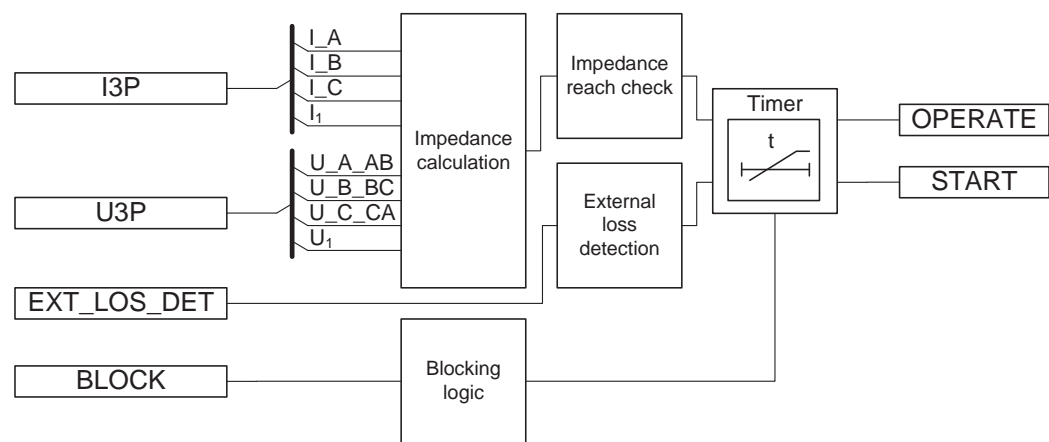 I3P
I_A
I_B
I_C
I₁
U3P
U_A_AB
U_B_BC
U_C_CA
U₁
EXT_LOS_DET
BLOCK
Impedance
calculation
Blocking
logic
Impedance
reach check
External
loss
detection
Timer
t
OPERATE
START